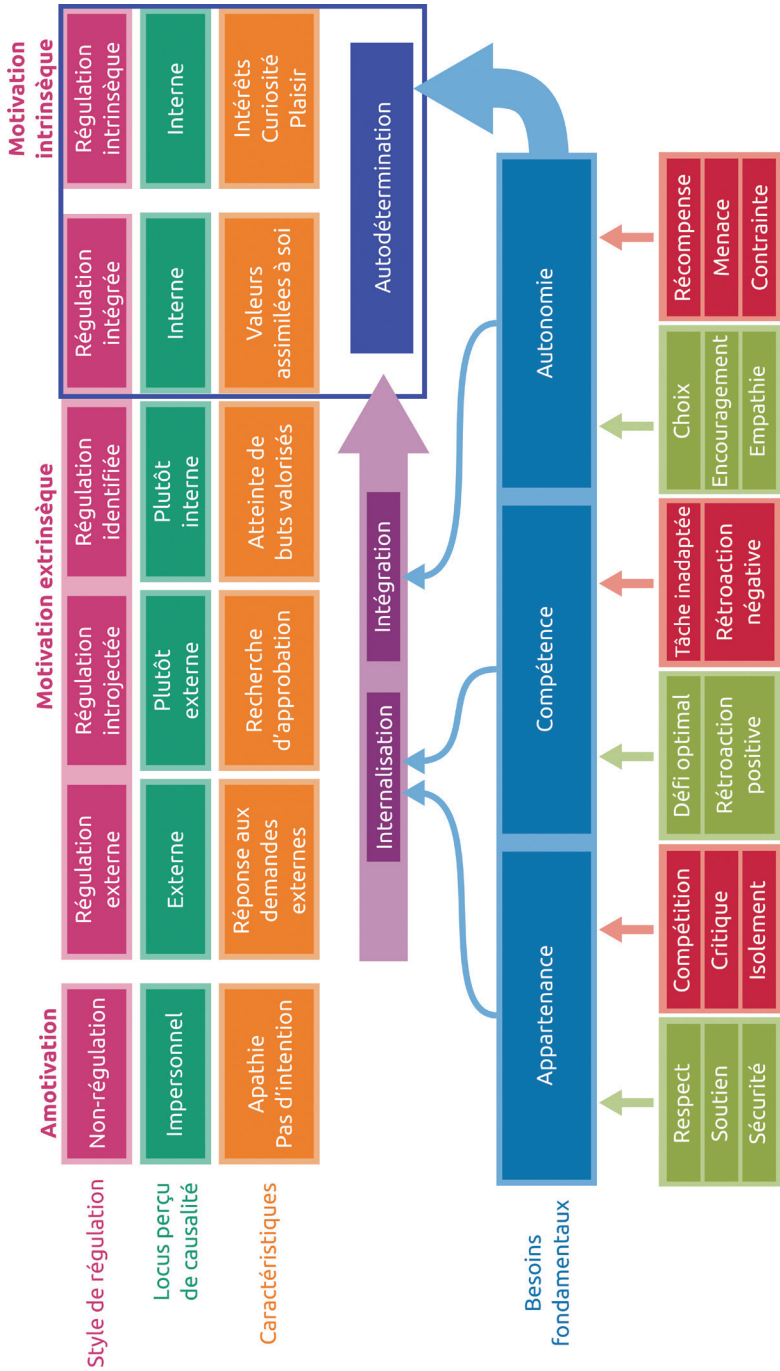 Amotivation
Motivation extrinsèque
Motivation
intrinsèque
Style de régulation
Non-régulation
Régulation
externe
Régulation
introjectée
Régulation
identifiée
Régulation
intégrée
Régulation
intrinsèque
Locus perçu
de causalité
Impersonnel
Externe
Plutôt
externe
Plutôt
interne
Interne
Interne
Caractéristiques
Apathie
Pas d'intention
Réponse aux
demandes
externes
Recherche
d'approbation
Atteinte de
buts valorisés
Valeurs
assimilées à soi
Intérêts
Curiosité
Plaisir
Internalisation
Intégration
Autodétermination
Besoins
fondamentaux
Appartenance
Compétence
Autonomie
Respect
Soutien
Sécurité
Compétition
Critique
Isolement
Défi optimal
Rétroaction
positive
Tâche inadaptée
Rétroaction
négative
Choix
Encouragement
Empathie
Récompense
Menace
Contrainte